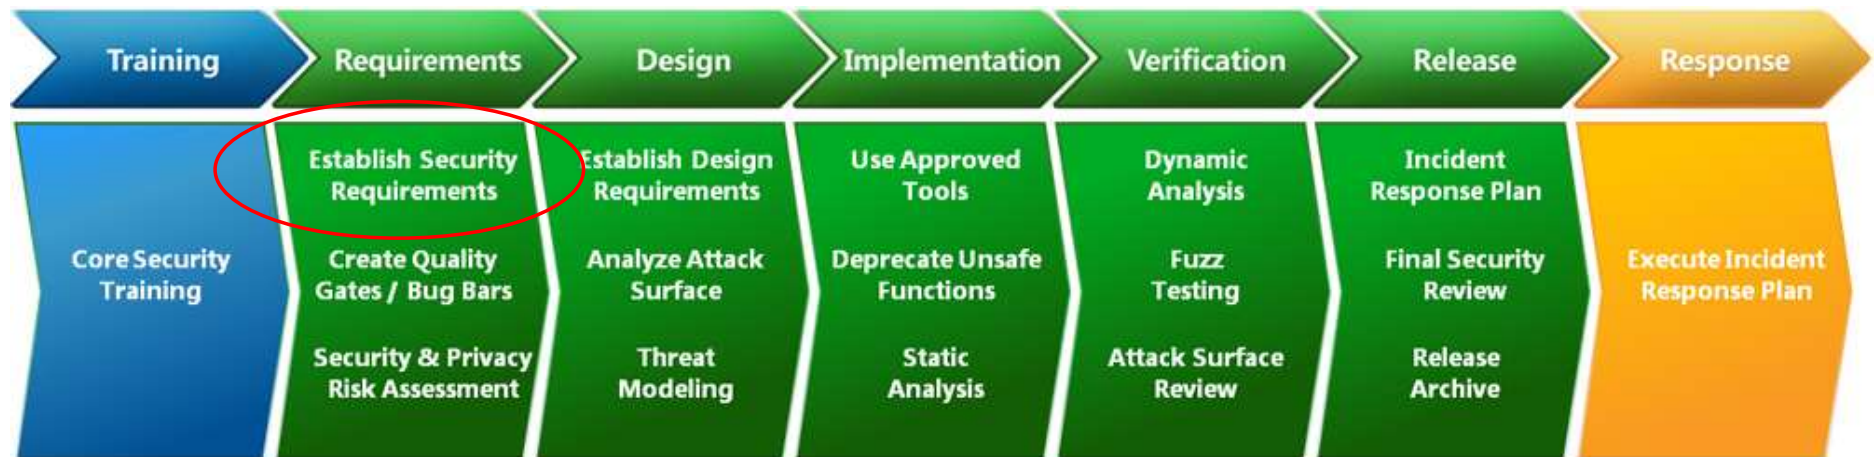 Training
Requirements
Design
Implementation
Verification
Release
Response
Core Security
Training
Establish Security
Requirements
Create Quality
Gates / Bug Bars
Security & Privacy
Risk Assessment
Establish Design
Requirements
Analyze Attack
Surface
Threat
Modeling
Use Approved
Tools
Deprecate Unsafe
Functions
Static
Analysis
Dynamic
Analysis
Fuzz
Testing
Attack Surface
Review
Incident
Response Plan
Final Security
Review
Release
Archive
Execute Incident
Response Plan